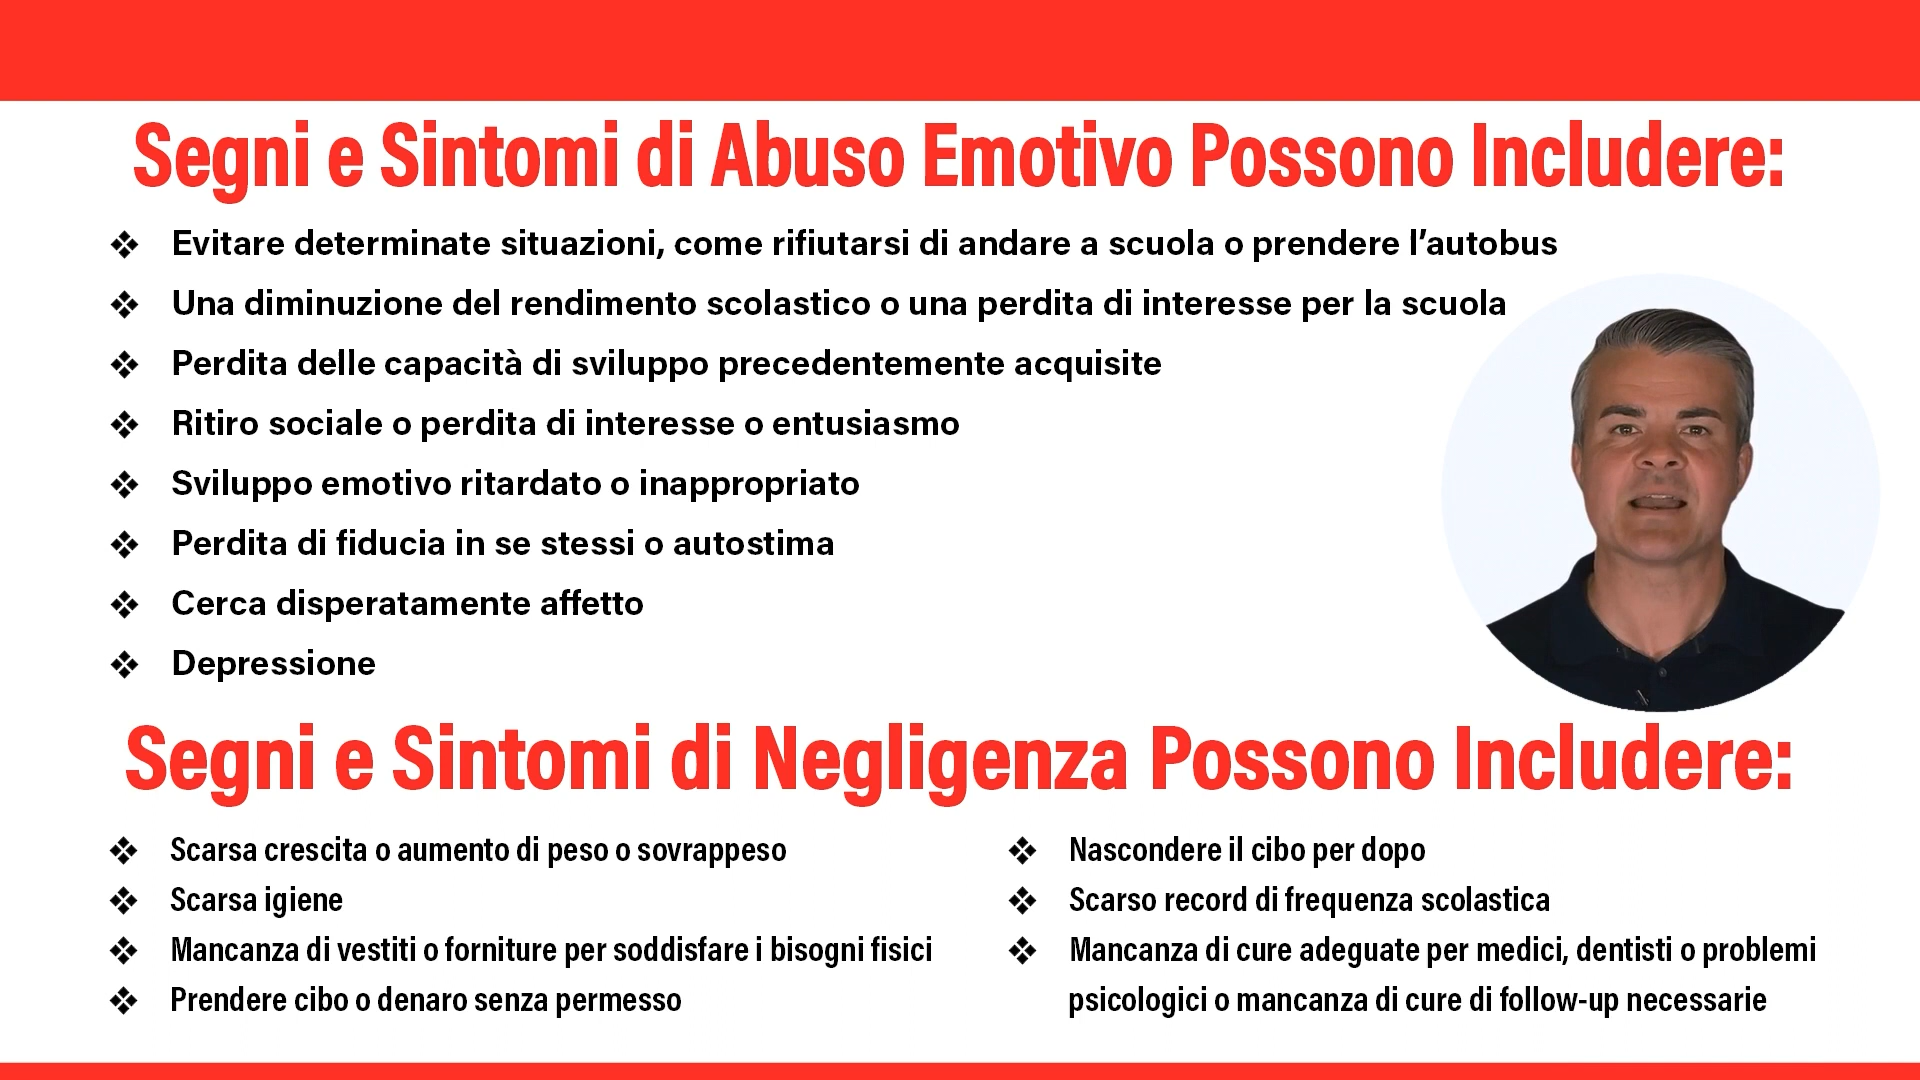 Segni e Sintomi di Abuso Emotivo Possono Includere:
❖ Evitare determinate situazioni, come rifiutarsi di andare a scuola o prendere l’autobus
❖ Una diminuzione del rendimento scolastico o una perdita di interesse per la scuola
❖ Perdita delle capacità di sviluppo precedentemente acquisite
❖ Ritiro sociale o perdita di interesse o entusiasmo
❖ Sviluppo emotivo ritardato o inappropriato
❖ Perdita di fiducia in se stessi o autostima
❖ Cerca disperatamente affetto
❖ Depressione
Segni e Sintomi di Negligenza Possono Includere:
❖ Scarsa crescita o aumento di peso o sovrappeso
❖ Scarsa igiene
❖ Mancanza di vestiti o forniture per soddisfare i bisogni fisici
❖ Prendere cibo o denaro senza permesso
❖ Nascondere il cibo per dopo
❖ Scarso record di frequenza scolastica
❖ Mancanza di cure adeguate per medici, dentisti o problemi
psicologici o mancanza di cure di follow-up necessarie